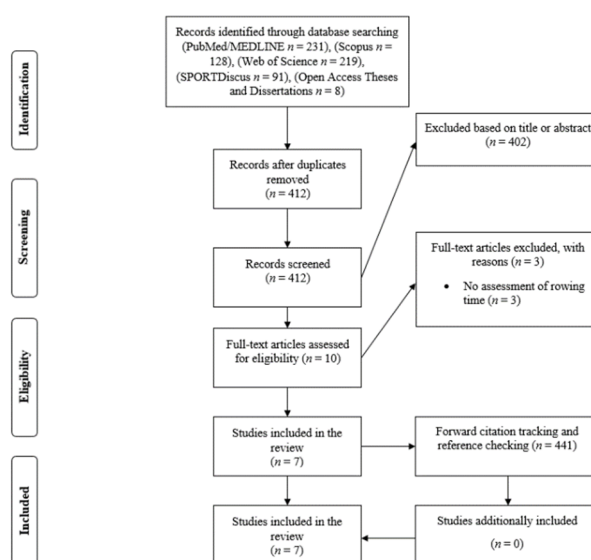 Records identified through database searching
(PubMed/MEDLINE n = 231), (Scopus n =
128), (Web of Science n = 219),
(SPORTDiscus n = 91), (Open Access Theses
and Dissertations n = 8)
Identification
Excluded based on title or abstract
(n = 402)
Records after duplicates
removed
(n = 412)
Screening
Records screened
(n = 412)
Full-text articles excluded, with
reasons (n = 3)
• No assessment of rowing
time (n = 3)
Eligibility
Full-text articles assessed
for eligibility (n = 10)
Studies included in the
review
(n = 7)
Forward citation tracking and
reference checking (n = 441)
Included
Studies included in the
review
(n = 7)
Studies additionally included
(n = 0)